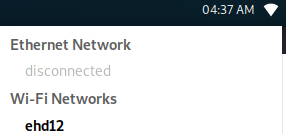 04:37 AM
Ethernet Network
disconnected
Wi-Fi Networks
ehd12